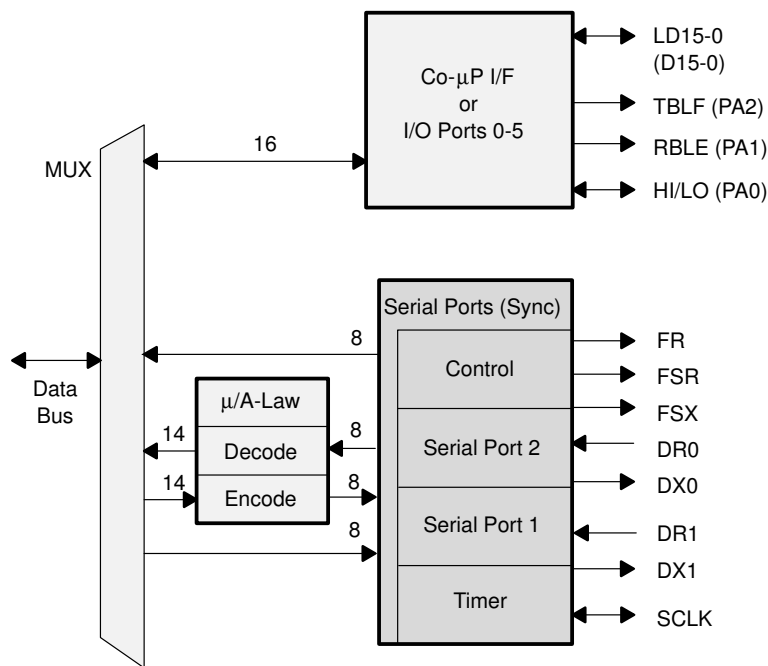 Co-μP I/F
or
I/O Ports 0-5
LD15-0
(D15-0)
TBLF (PA2)
RBLE (PA1)
HI/LO (PA0)
MUX
16
Data
Bus
8
μ/A-Law
Decode
Encode
14
14
8
8
8
Serial Ports (Sync)
Control
Serial Port 2
Serial Port 1
Timer
FR
FSR
FSX
DR0
DX0
DR1
DX1
SCLK